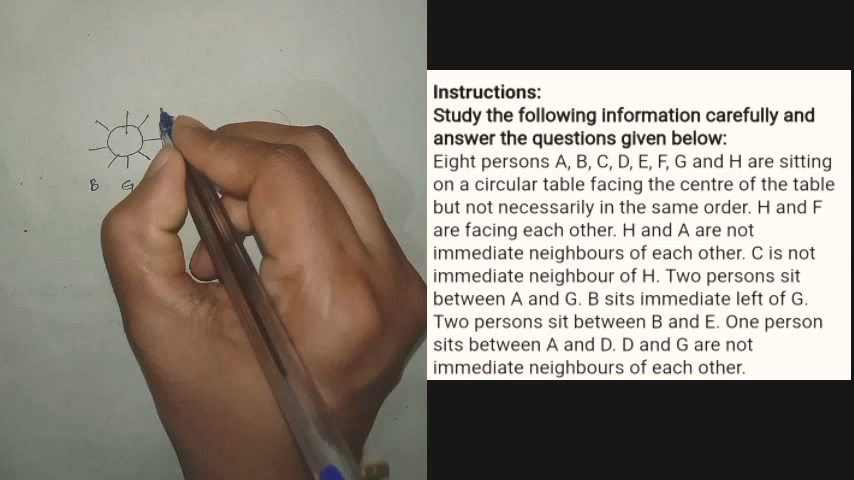 B G
Instructions:
Study the following information carefully and
answer the questions given below:
Eight persons A, B, C, D, E, F, G and H are sitting
on a circular table facing the centre of the table
but not necessarily in the same order. H and F
are facing each other. H and A are not
immediate neighbours of each other. C is not
immediate neighbour of H. Two persons sit
between A and G. B sits immediate left of G.
Two persons sit between B and E. One person
sits between A and D. D and G are not
immediate neighbours of each other.